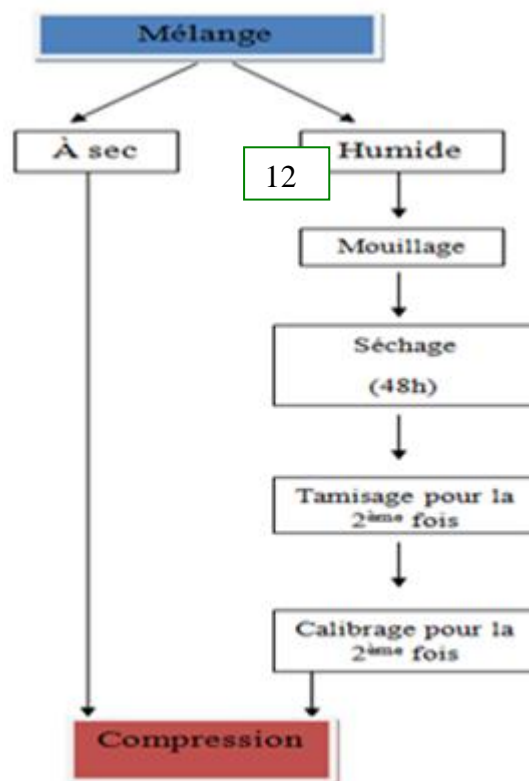 Mélange
À sec
Humide
12
Mouillage
Séchage
(48h)
Tamisage pour la
2ème fois
Calibrage pour la
2ème fois
Compression